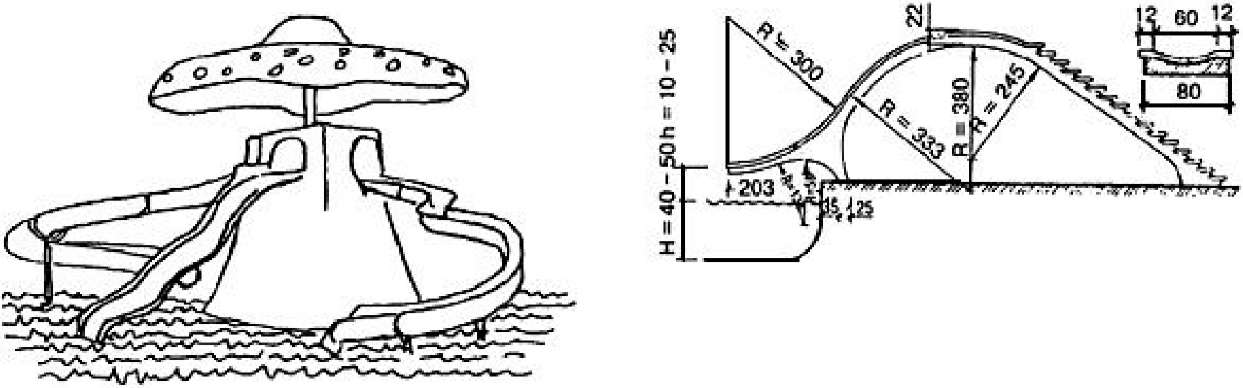 22
12 60 12
80
R = 300
R = 333
R = 380
R = 245
H = 40-50 h = 10-25
203
15
25